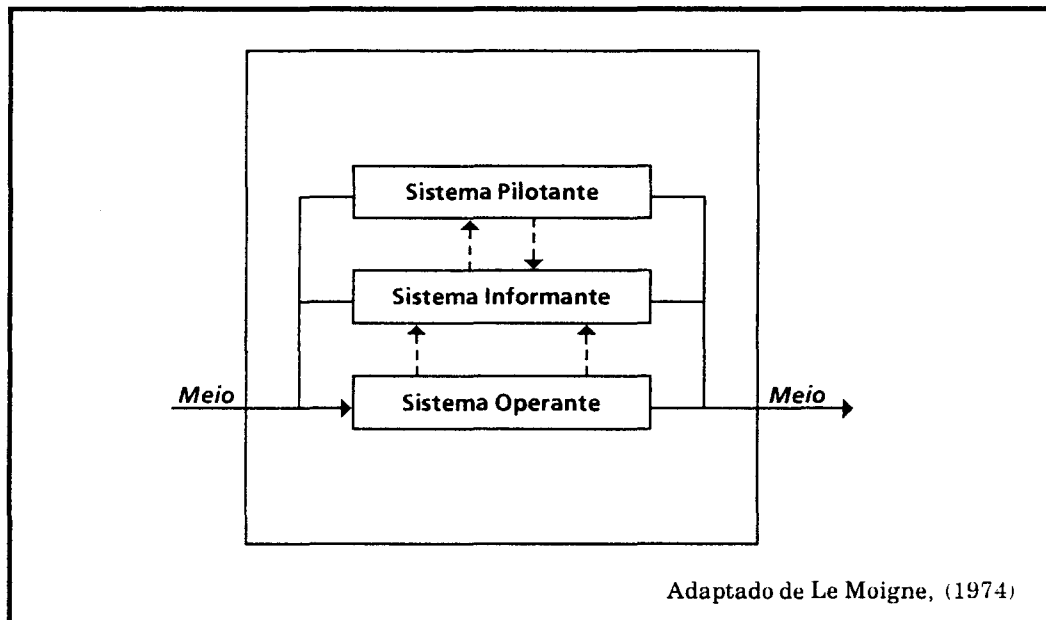 Sistema Pilotante
Sistema Informante
Meio
Sistema Operante
Meio
Adaptado de Le Moigne, (1974)